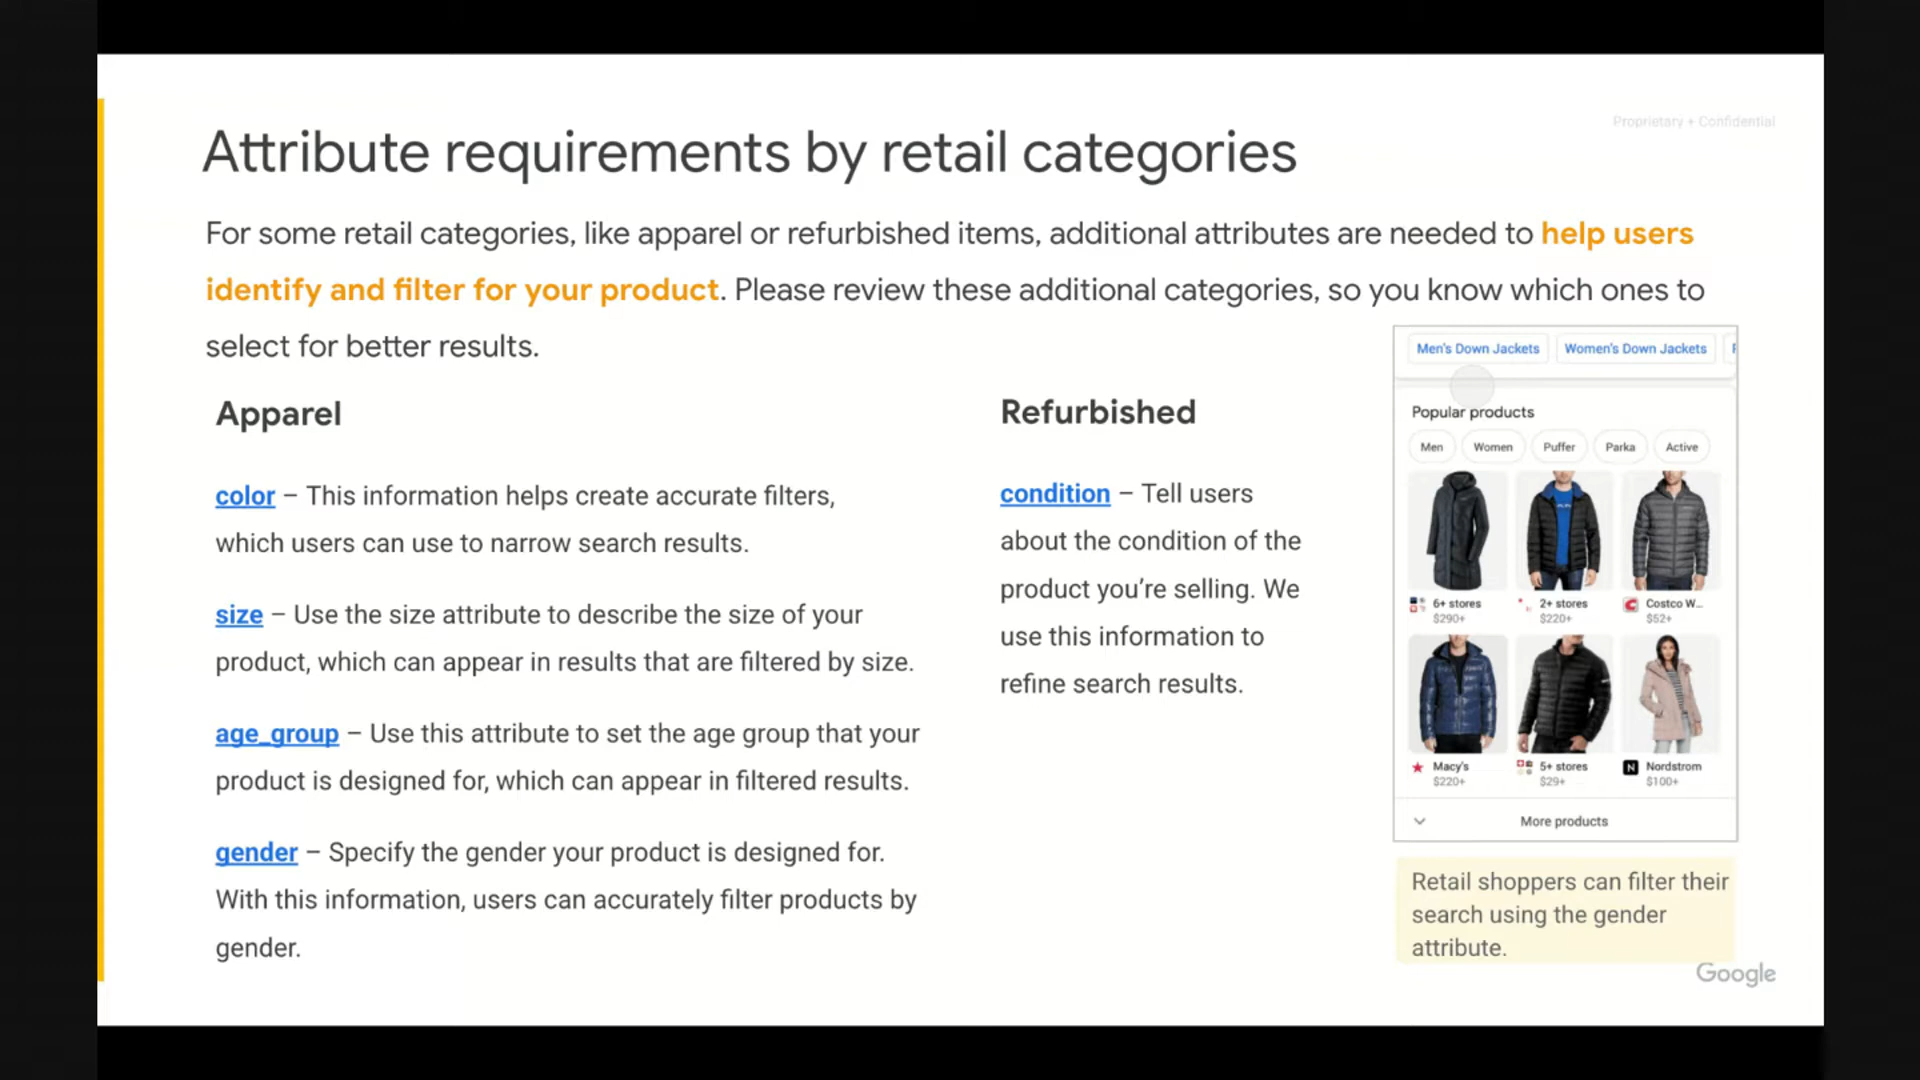 Proprietary + Confidential
Attribute requirements by retail categories
For some retail categories, like apparel or refurbished items, additional attributes are needed to help users
identify and filter for your product. Please review these additional categories, so you know which ones to
select for better results.
Apparel
color – This information helps create accurate filters,
which users can use to narrow search results.
size – Use the size attribute to describe the size of your
product, which can appear in results that are filtered by size.
age_group – Use this attribute to set the age group that your
product is designed for, which can appear in filtered results.
gender – Specify the gender your product is designed for.
With this information, users can accurately filter products by
gender.
Refurbished
condition – Tell users
about the condition of the
product you’re selling. We
use this information to
refine search results.
Men's Down Jackets Women's Down Jackets
Popular products
Men Women Puffer Parka Active
6+ stores 2+ stores Costco W...
$290+ $220+ $52+
Macy's 5+ stores N Nordstrom
$220+ $29+ $100+
More products
Retail shoppers can filter their
search using the gender
attribute.
Google